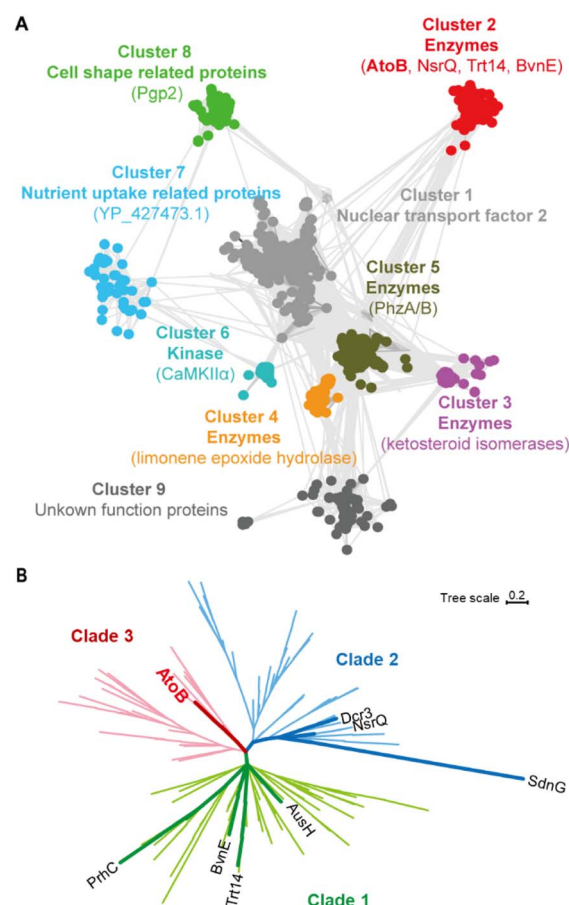 A
Cluster 2
Enzymes
(AtoB, NsrQ, Trt14, BvnE)
Cluster 8
Cell shape related proteins
(Pgp2)
Cluster 7
Nutrient uptake related proteins
(YP_427473.1)
Cluster 1
Nuclear transport factor 2
Cluster 5
Enzymes
(PhzA/B)
Cluster 6
Kinase
(CaMKIIα)
Cluster 4
Enzymes
(limonene epoxide hydrolase)
Cluster 3
Enzymes
(ketosteroid isomerases)
Cluster 9
Unkown function proteins
B
Tree scale 0.2
Clade 3
AtoB
Clade 2
Dcr3
NsrQ
SdnG
AusH
BvnE
Trt14
PrhC
Clade 1